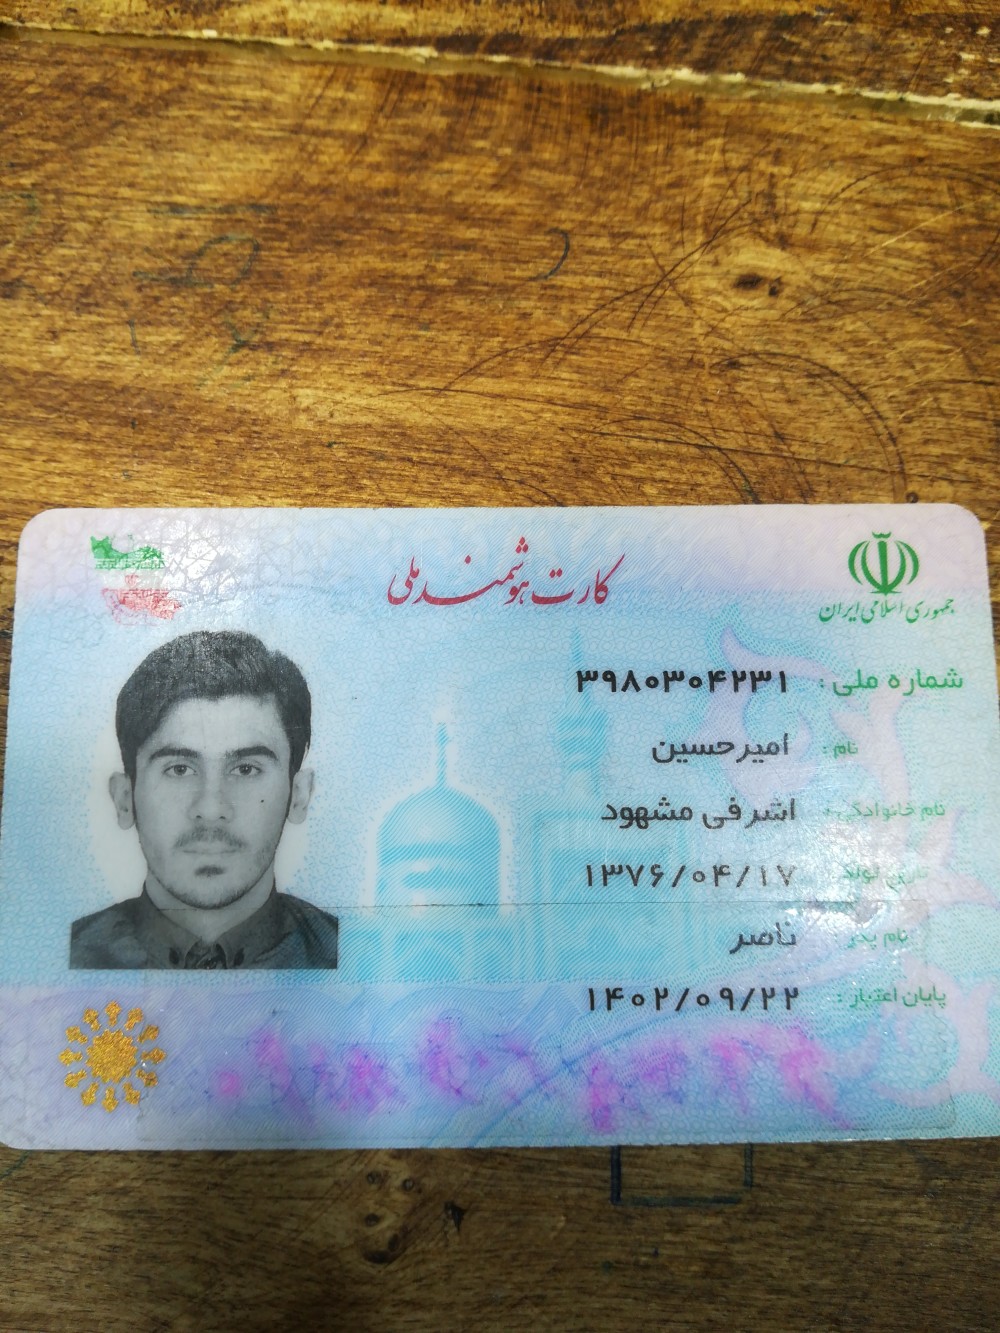 کارت هوشمند ملی
جمهوری اسلامی ایران
شماره ملی : ۳۹۸۰۳۰۴۲۳۱
نام : امیرحسین
نام خانوادگی : اشرفی مشهود
تاریخ تولد : ۱۳۷۶/۰۴/۱۷
نام پدر : ناصر
پایان اعتبار : ۱۴۰۲/۰۹/۲۲